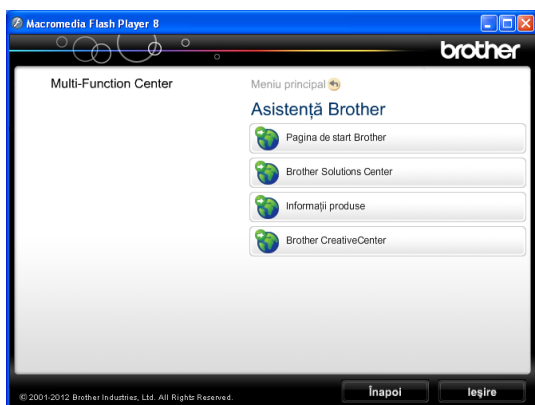 Macromedia Flash Player 8
brother
Multi-Function Center
Meniu principal
Asistență Brother
Pagina de start Brother
Brother Solutions Center
Informații produse
Brother CreativeCenter
© 2001-2012 Brother Industries, Ltd. All Rights Reserved.
Înapoi
Ieşire